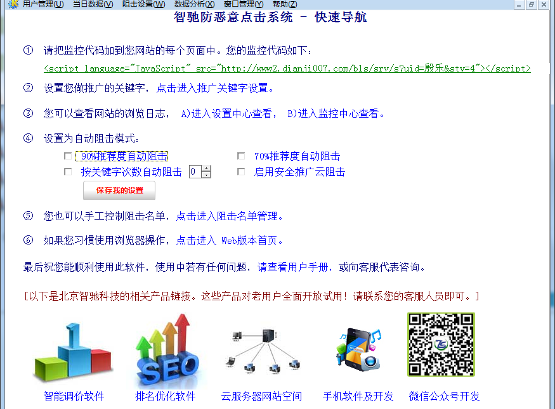 用户管理(U) 当日数据(V) 阻击设置(W) 数据分析(X) 窗口管理(Y) 帮助(Z)
智驰防恶意点击系统 - 快速导航
① 请把监控代码加到您网站的每个页面中。您的监控代码如下：
<script language="JavaScript" src="http://www2.dianji007.com/bls/srv/s?uid=殷乐&stv=4"></script>
② 设置您做推广的关键字，点击进入推广关键字设置。
③ 您可以查看网站的浏览日志， A)进入设置中心查看， B)进入监控中心查看。
④ 设置为自动阻击模式：
90%推荐度自动阻击 70%推荐度自动阻击
按关键字次数自动阻击 0 启用安全推广云阻击
保存我的设置
⑤ 您也可以手工控制阻击名单，点击进入阻击名单管理。
⑥ 如果您习惯使用浏览器操作，点击进入 Web版本首页。
最后祝您能顺利使用此软件，使用中若有任何问题，请查看用户手册，或向客服代表咨询。
[以下是北京智驰科技的相关产品链接。这些产品对老用户全面开放试用！请联系您的客服人员即可。]
1
SEO
智能调价软件 排名优化软件 云服务器网站空间 手机软件及开发 微信公众号开发